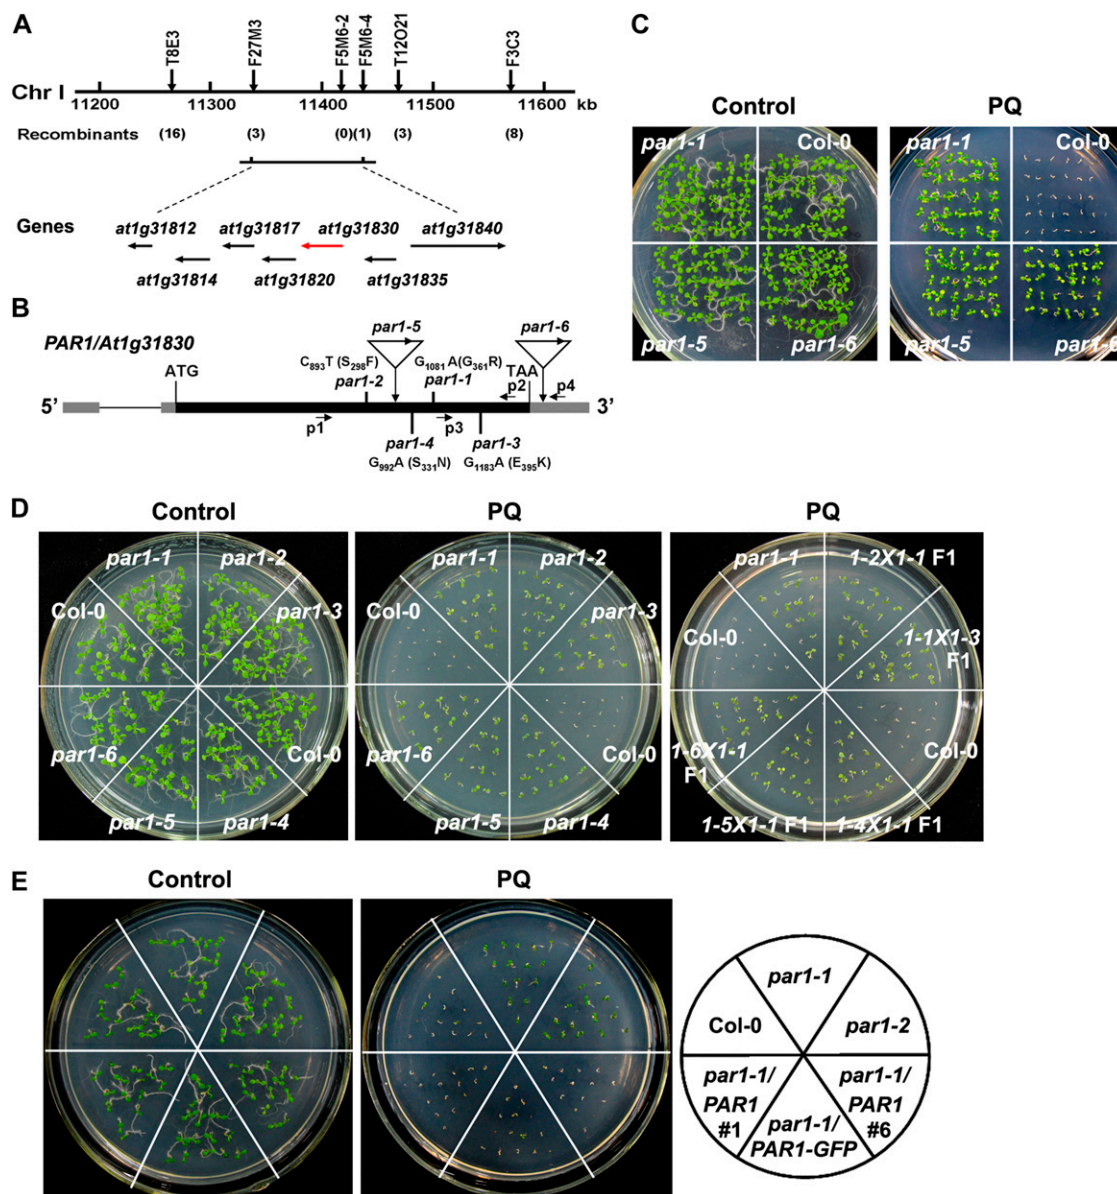 A
T8E3 F27M3 F5M6-2 F5M6-4 T12O21 F3C3
Chr I
11200 11300 11400 11500 11600 kb
Recombinants (16) (3) (0)(1) (3) (8)
Genes
at1g31812 at1g31817 at1g31830 at1g31840
at1g31814 at1g31820 at1g31835
B
PAR1/At1g31830
par1-5 par1-6
C893T (S298F) G1081A(G361R) TAA
ATG par1-2 par1-1 p2 p4
5' 3'
p1 par1-4 p3 par1-3
G992A (S331N) G1183A (E395K)
C
Control PQ
par1-1 Col-0 par1-1 Col-0
par1-5 par1-6 par1-5 par1-6
D
Control PQ PQ
par1-1 par1-2 par1-1 par1-2 par1-1 1-2X1-1 F1
Col-0 par1-3 Col-0 par1-3 Col-0 1-1X1-3 F1
par1-6 Col-0 par1-6 Col-0 1-6X1-1 F1 Col-0
par1-5 par1-4 par1-5 par1-4 1-5X1-1 F1 1-4X1-1 F1
E
Control PQ
par1-1
Col-0 par1-2
par1-1/ PAR1 #1
par1-1/ PAR1-GFP
par1-1/ PAR1 #6